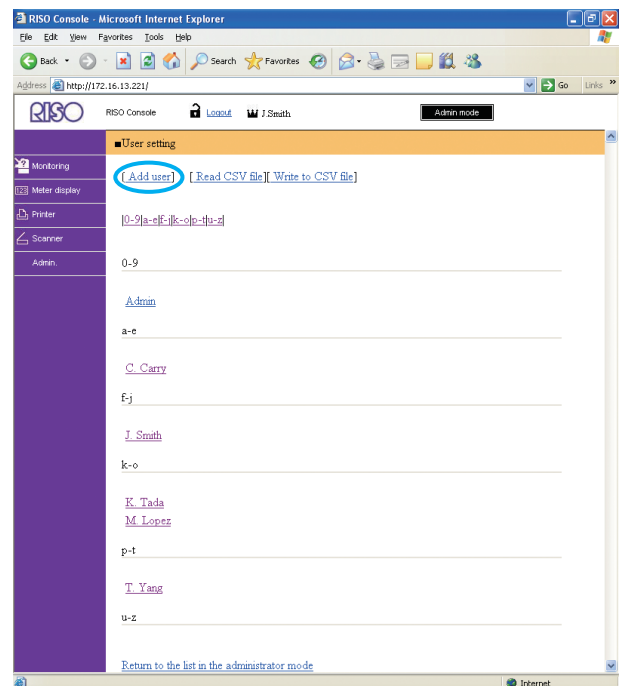 RISO Console - Microsoft Internet Explorer
File Edit View Favorites Tools Help
Back Search Favorites
Address http://172.16.13.221/ Go Links »
RISO RISO Console Logout J.Smith Admin mode
■User setting
Monitoring
[ Add user] [ Read CSV file][ Write to CSV file]
123 Meter display
Printer
|0-9|a-e|f-j|k-o|p-t|u-z|
Scanner
Admin.
0-9
Admin
a-e
C. Carry
f-j
J. Smith
k-o
K. Tada
M. Lopez
p-t
T. Yang
u-z
Return to the list in the administrator mode
Internet